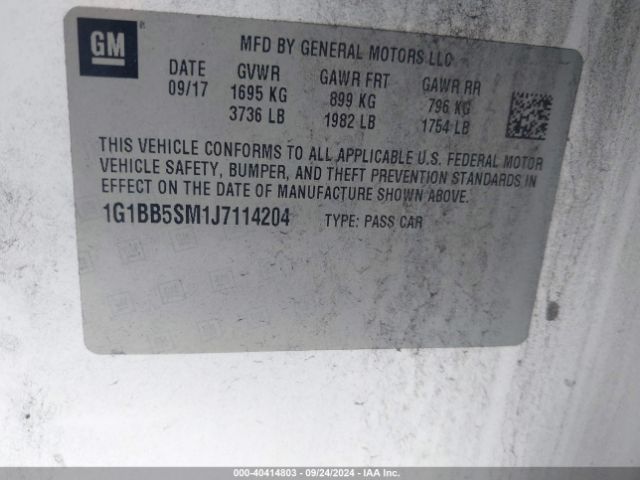 GM ®
MFD BY GENERAL MOTORS LLC
DATE GVWR GAWR FRT GAWR RR
09/17 1695 KG 899 KG 796 KG
3736 LB 1982 LB 1754 LB
THIS VEHICLE CONFORMS TO ALL APPLICABLE U.S. FEDERAL MOTOR
VEHICLE SAFETY, BUMPER, AND THEFT PREVENTION STANDARDS IN
EFFECT ON THE DATE OF MANUFACTURE SHOWN ABOVE.
1G1BB5SM1J7114204 TYPE: PASS CAR
000-40414803 - 09/24/2024 - IAAI.COM